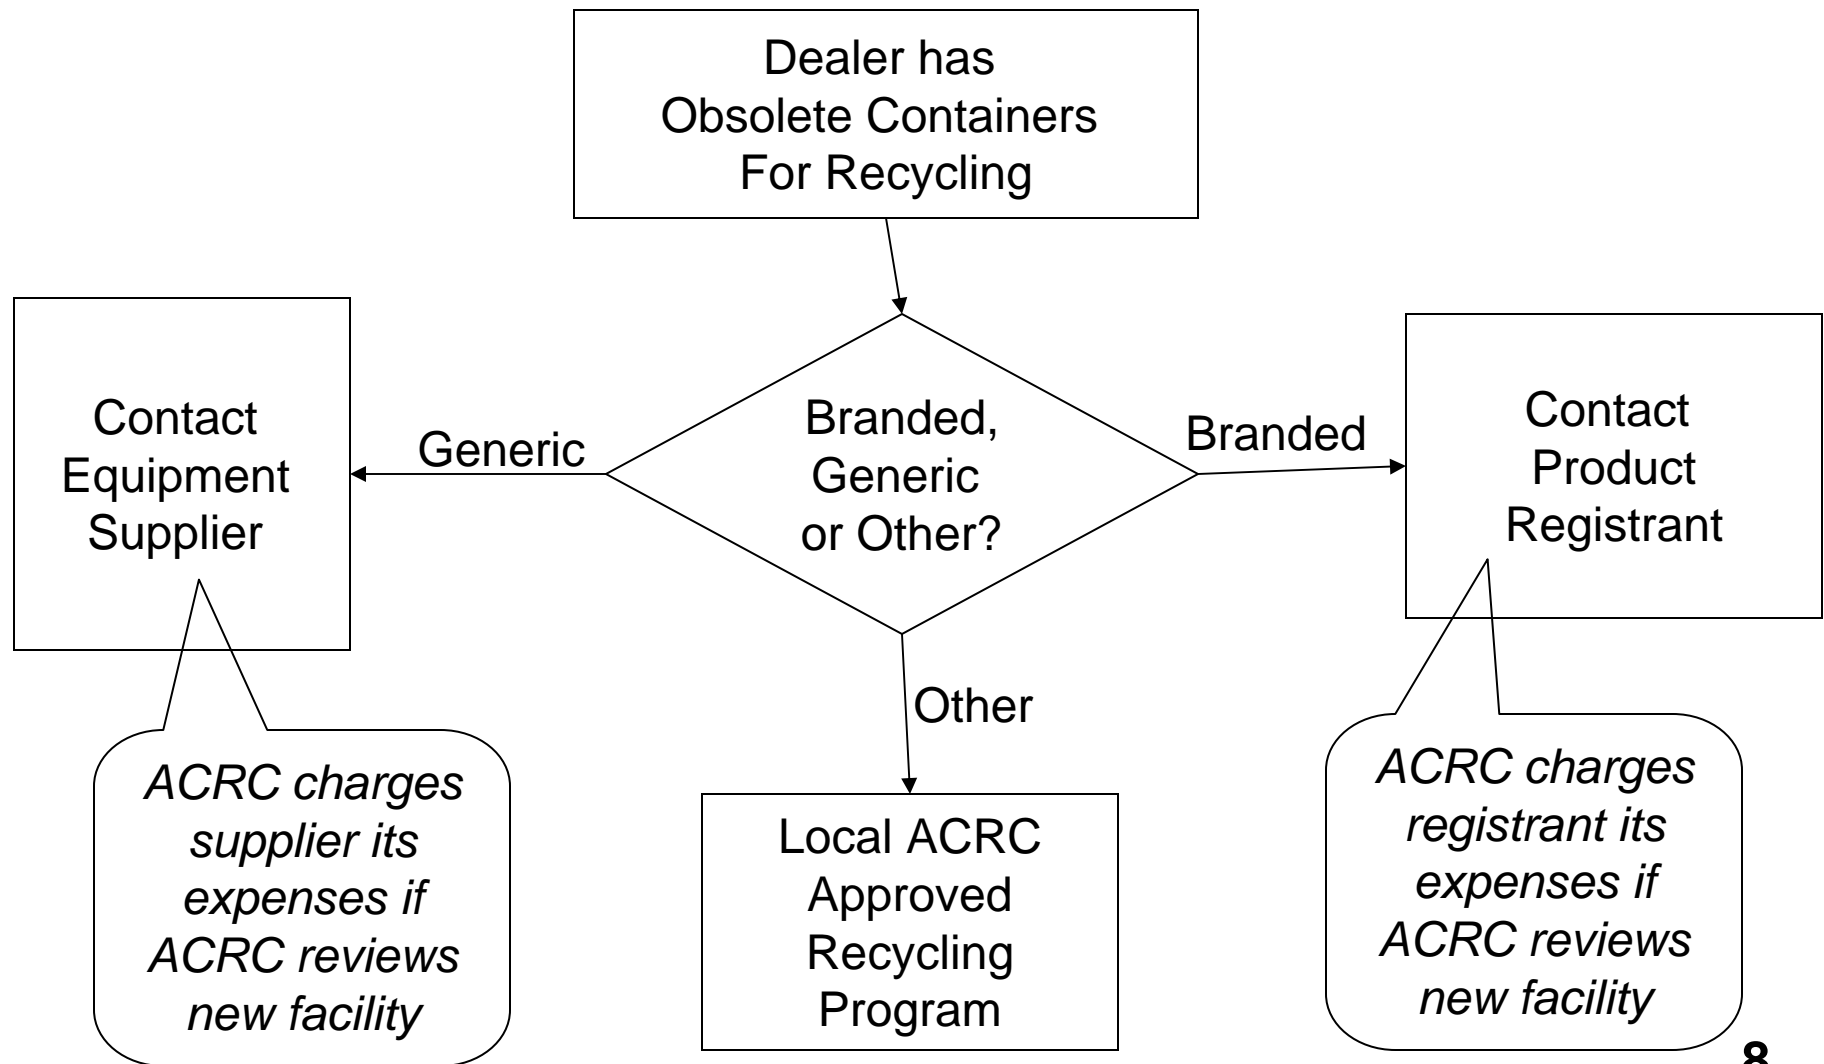 Dealer has
Obsolete Containers
For Recycling
Contact
Equipment
Supplier
Generic
Branded,
Generic
or Other?
Branded
Contact
Product
Registrant
Other
ACRC charges
supplier its
expenses if
ACRC reviews
new facility
Local ACRC
Approved
Recycling
Program
ACRC charges
registrant its
expenses if
ACRC reviews
new facility
8